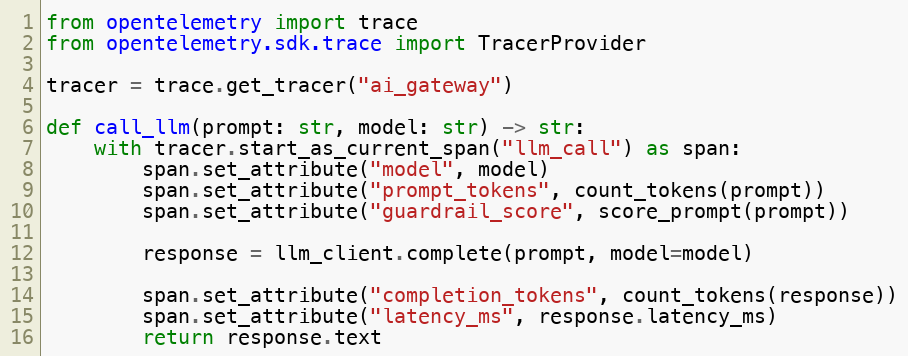 1 from opentelemetry import trace
2 from opentelemetry.sdk.trace import TracerProvider
3
4 tracer = trace.get_tracer("ai_gateway")
5
6 def call_llm(prompt: str, model: str) -> str:
7     with tracer.start_as_current_span("llm_call") as span:
8         span.set_attribute("model", model)
9         span.set_attribute("prompt_tokens", count_tokens(prompt))
10         span.set_attribute("guardrail_score", score_prompt(prompt))
11
12         response = llm_client.complete(prompt, model=model)
13
14         span.set_attribute("completion_tokens", count_tokens(response))
15         span.set_attribute("latency_ms", response.latency_ms)
16         return response.text